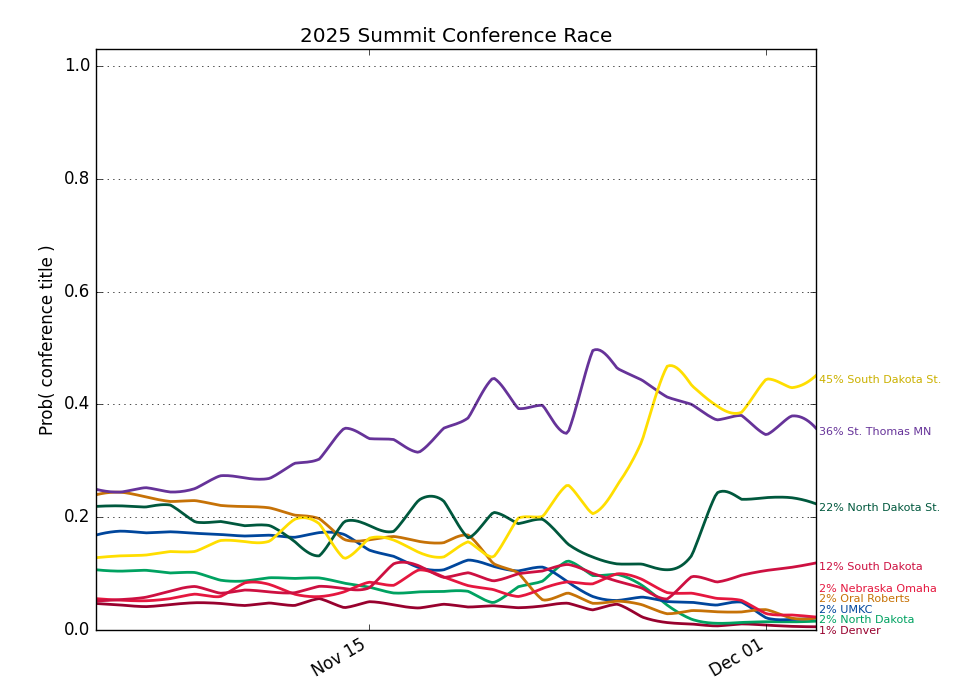 2025 Summit Conference Race
Prob( conference title )
1.0
0.8
0.6
0.4
0.2
0.0
Nov 15
Dec 01
45% South Dakota St.
36% St. Thomas MN
22% North Dakota St.
12% South Dakota
2% Nebraska Omaha
2% Oral Roberts
2% UMKC
2% North Dakota
1% Denver